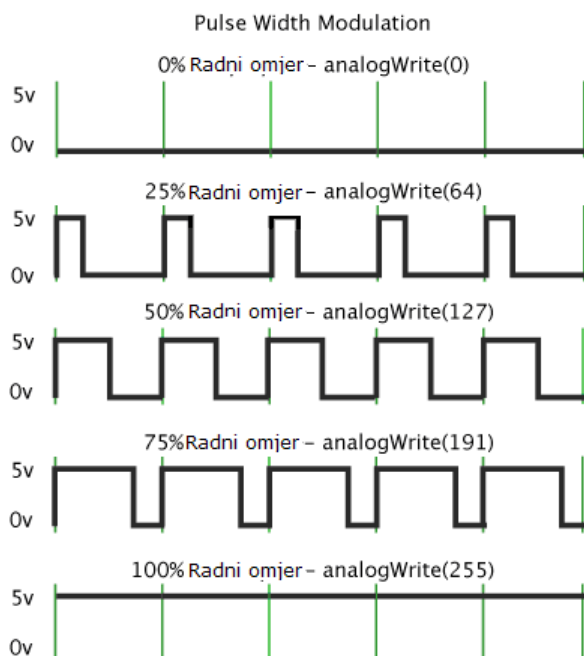 Pulse Width Modulation
0% Radni omjer – analogWrite(0)
5v
0v
25% Radni omjer – analogWrite(64)
5v
0v
50% Radni omjer – analogWrite(127)
5v
0v
75% Radni omjer – analogWrite(191)
5v
0v
100% Radni omjer – analogWrite(255)
5v
0v